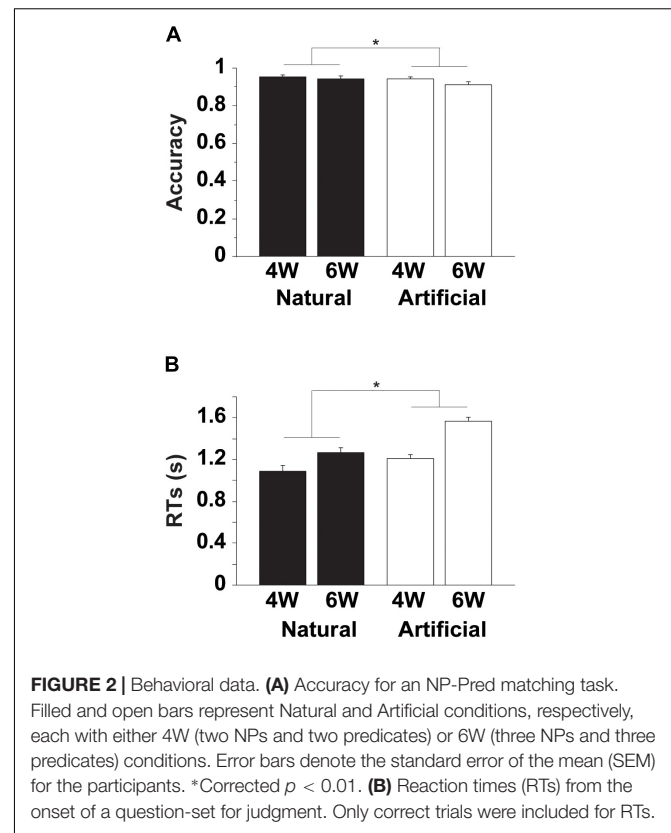 A
*
1
0.8
0.6
0.4
0.2
0
Accuracy
4W 6W 4W 6W
Natural Artificial
B
*
1.6
1.2
0.8
0.4
0
RTs (s)
4W 6W 4W 6W
Natural Artificial
FIGURE 2 | Behavioral data. (A) Accuracy for an NP-Pred matching task.
Filled and open bars represent Natural and Artificial conditions, respectively,
each with either 4W (two NPs and two predicates) or 6W (three NPs and three
predicates) conditions. Error bars denote the standard error of the mean (SEM)
for the participants. *Corrected p < 0.01. (B) Reaction times (RTs) from the
onset of a question-set for judgment. Only correct trials were included for RTs.